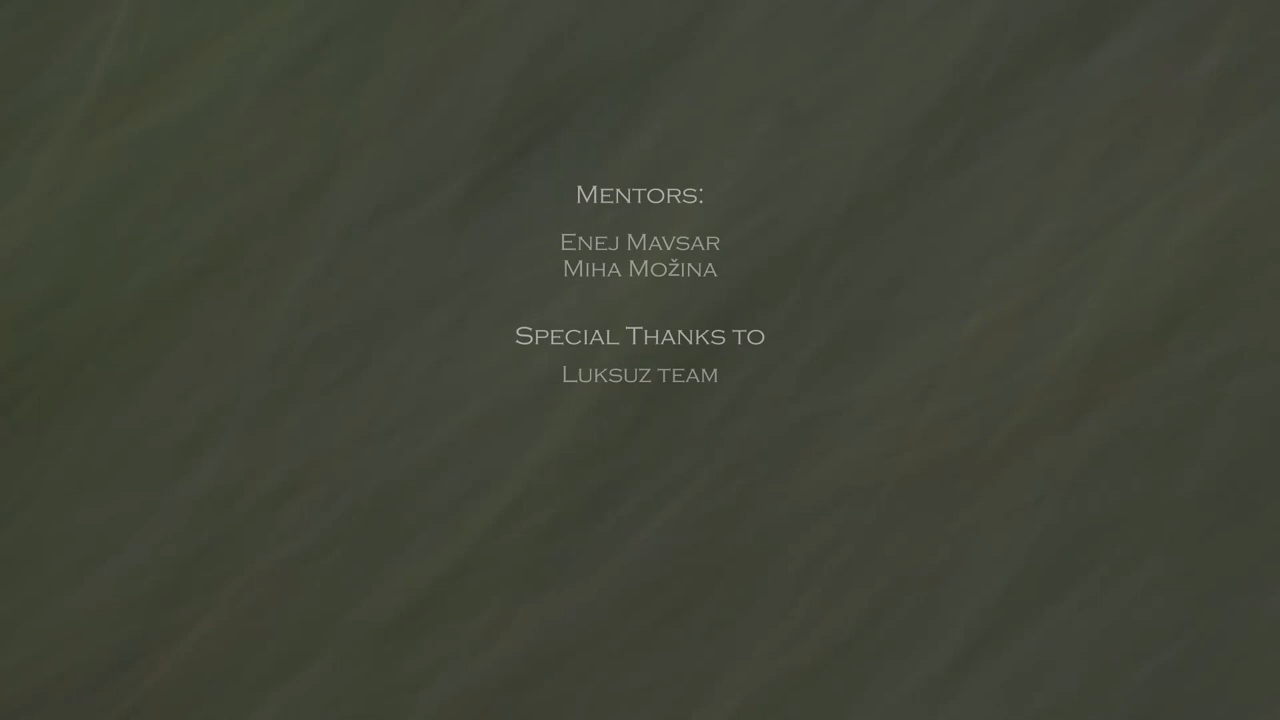 Mentors:
Enej Mavsar
Miha Možina
Special Thanks to
Luksuz team